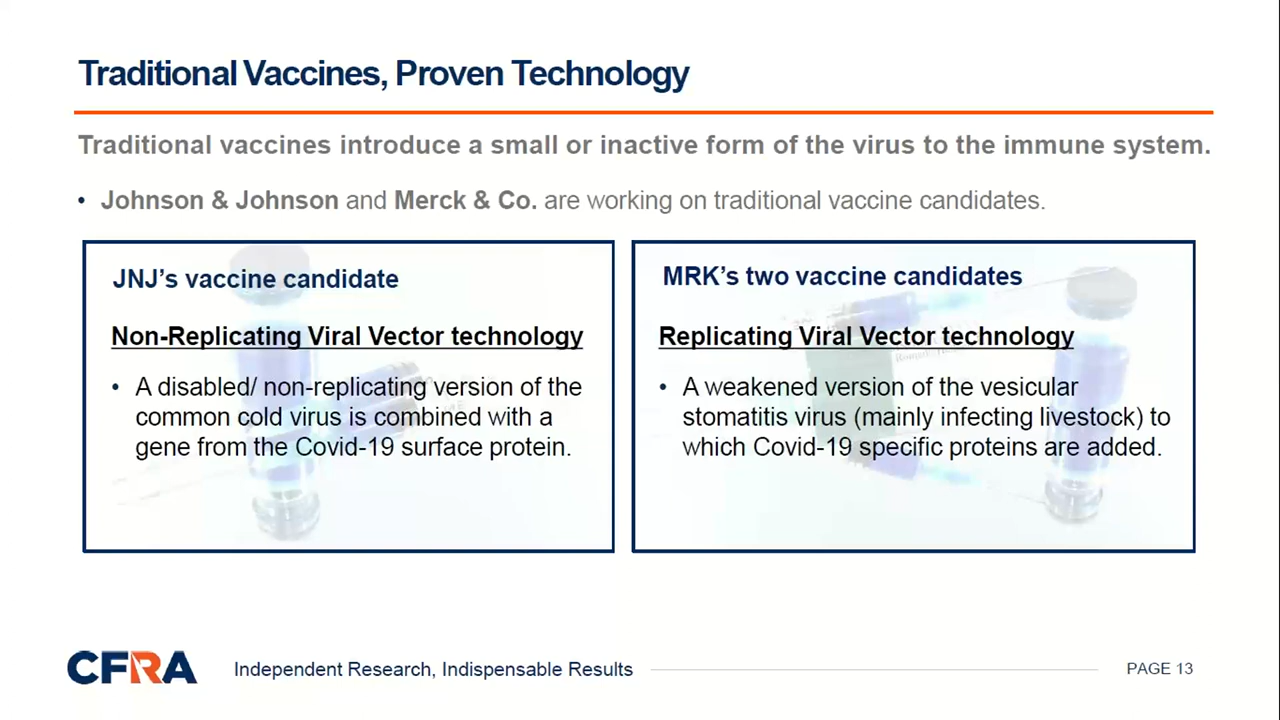 Traditional Vaccines, Proven Technology
Traditional vaccines introduce a small or inactive form of the virus to the immune system.
• Johnson & Johnson and Merck & Co. are working on traditional vaccine candidates.
JNJ's vaccine candidate
Non-Replicating Viral Vector technology
• A disabled/ non-replicating version of the
common cold virus is combined with a
gene from the Covid-19 surface protein.
MRK's two vaccine candidates
Replicating Viral Vector technology
• A weakened version of the vesicular
stomatitis virus (mainly infecting livestock) to
which Covid-19 specific proteins are added.
CFRA
Independent Research, Indispensable Results
PAGE 13